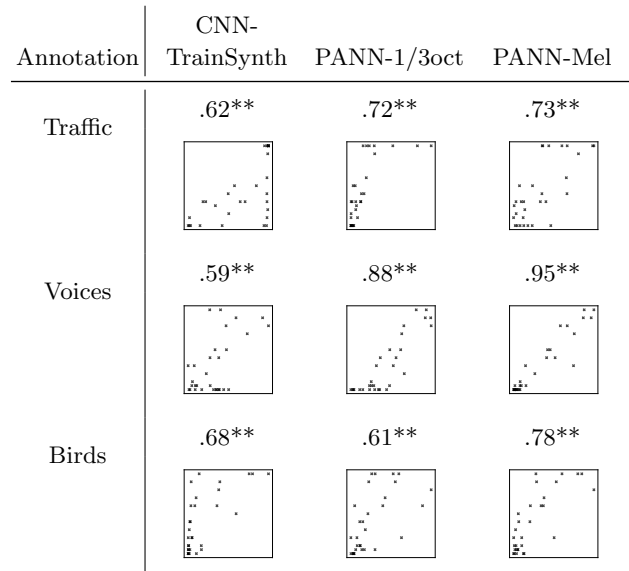 CNN-
Annotation TrainSynth PANN-1/3oct PANN-Mel
.62** .72** .73**
Traffic
.59** .88** .95**
Voices
.68** .61** .78**
Birds